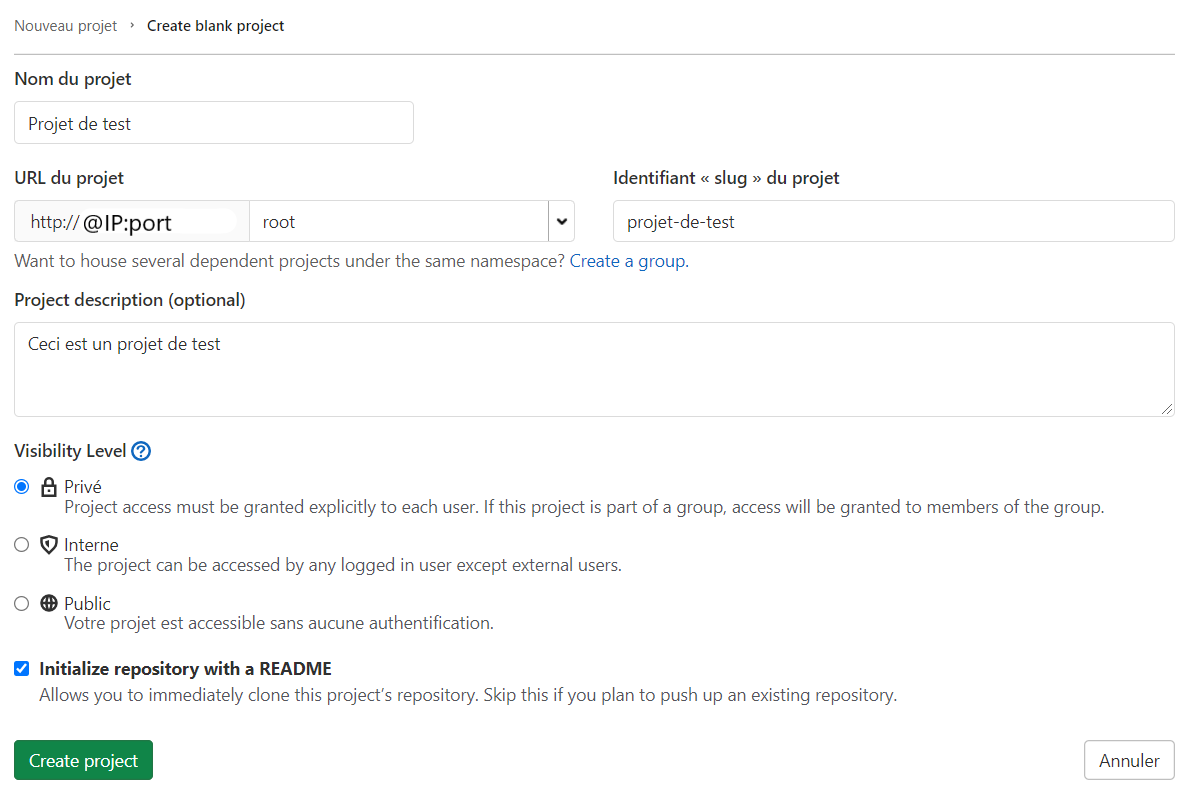 Nouveau projet › Create blank project
Nom du projet
Projet de test
URL du projet
Identifiant « slug » du projet
http:// @IP:port
root
projet-de-test
Want to house several dependent projects under the same namespace? Create a group.
Project description (optional)
Ceci est un projet de test
Visibility Level
Privé
Project access must be granted explicitly to each user. If this project is part of a group, access will be granted to members of the group.
Interne
The project can be accessed by any logged in user except external users.
Public
Votre projet est accessible sans aucune authentification.
Initialize repository with a README
Allows you to immediately clone this project’s repository. Skip this if you plan to push up an existing repository.
Create project
Annuler